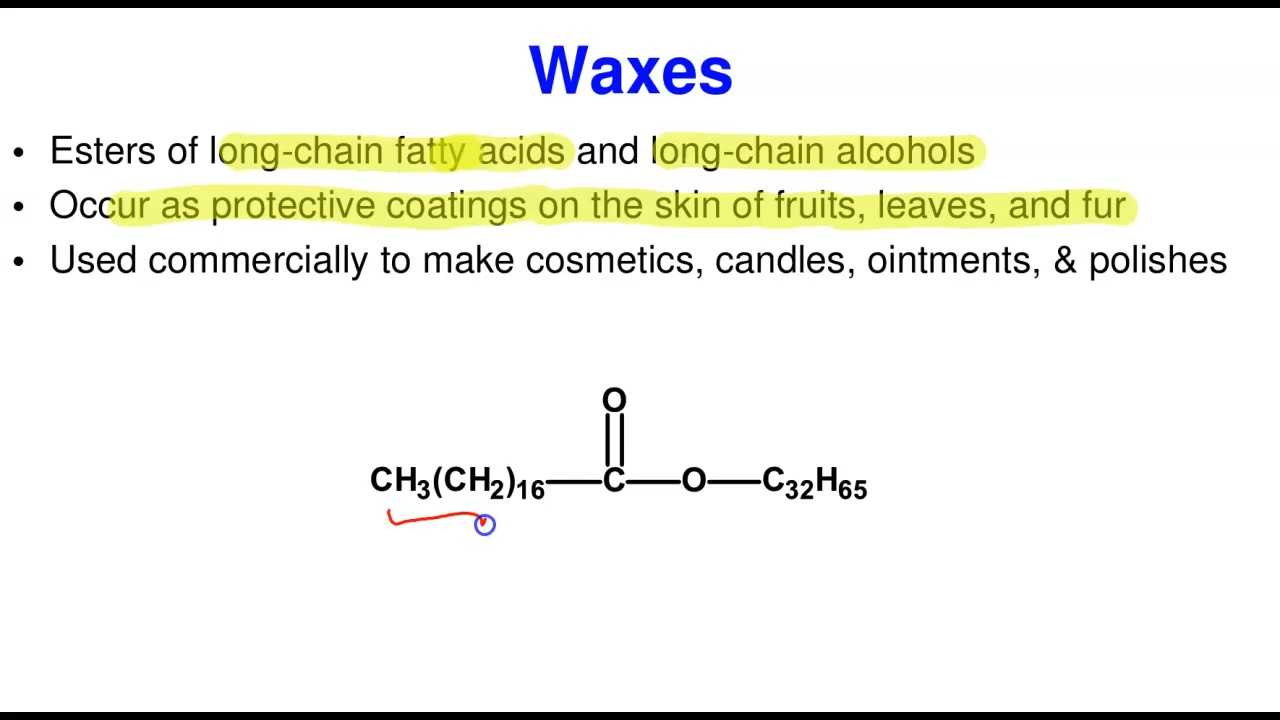 Waxes
• Esters of long-chain fatty acids and long-chain alcohols
• Occur as protective coatings on the skin of fruits, leaves, and fur
• Used commercially to make cosmetics, candles, ointments, & polishes
O
CH₃(CH₂)₁₆—C—O—C₃₂H₆₅